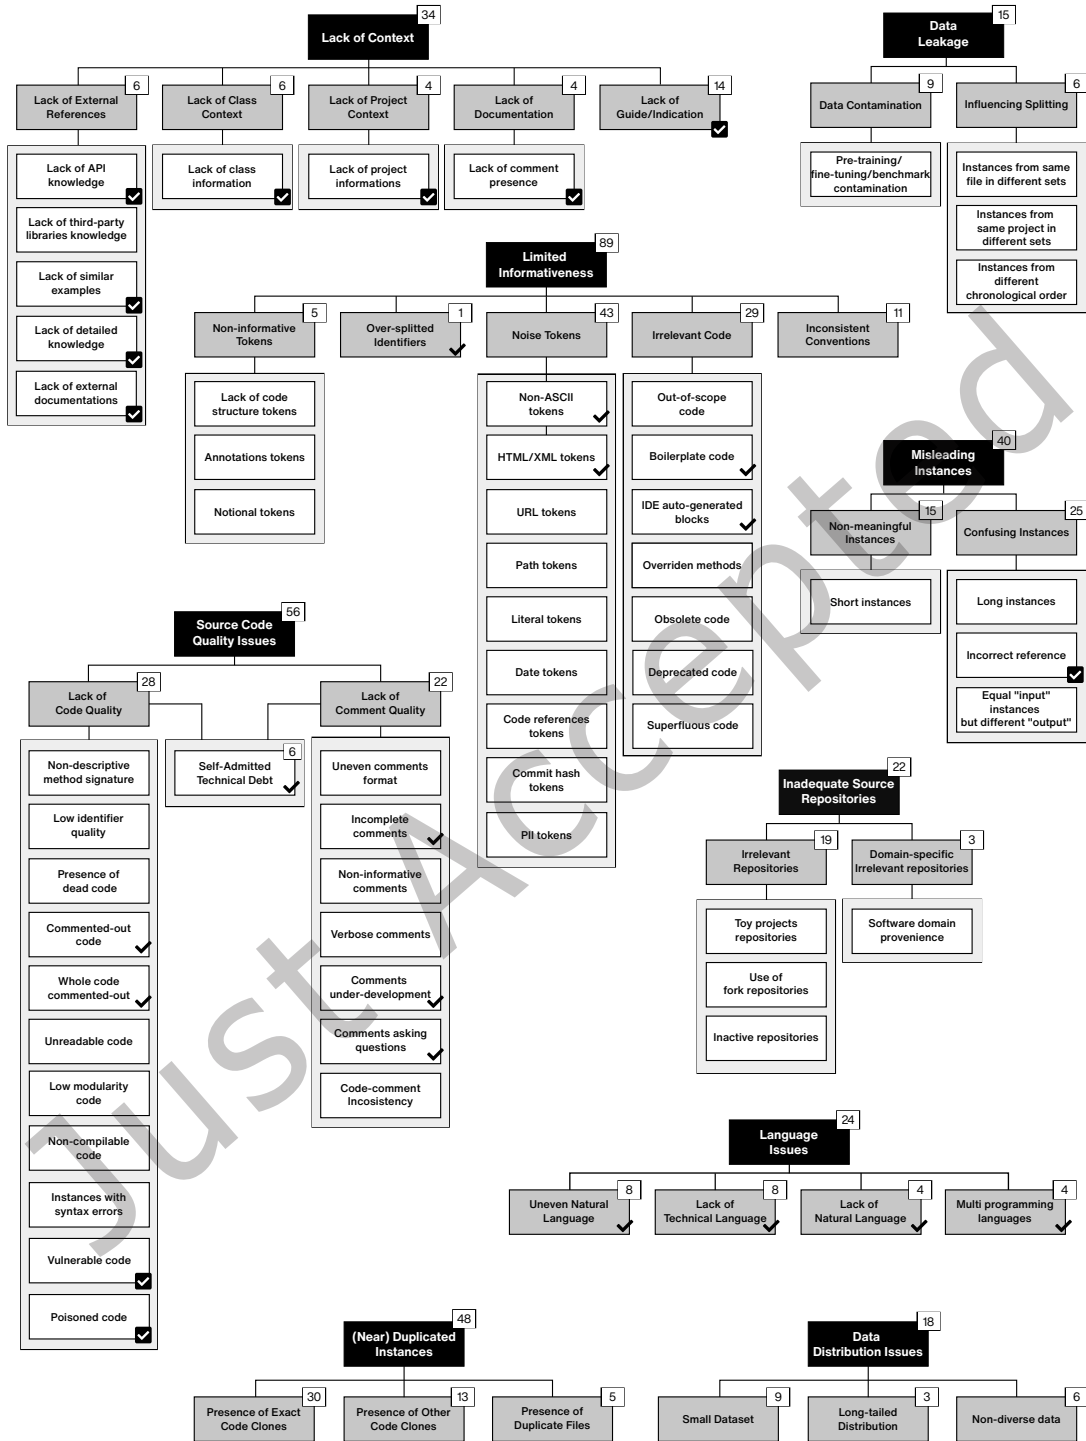 34
Lack of Context
6
Lack of External
References
6
Lack of Class
Context
4
Lack of Project
Context
4
Lack of
Documentation
14
Lack of
Guide/Indication
Lack of API
knowledge
Lack of third-party
libraries knowledge
Lack of similar
examples
Lack of detailed
knowledge
Lack of external
documentations
Lack of class
information
Lack of project
informations
Lack of comment
presence
15
Data
Leakage
9
Data Contamination
6
Influencing Splitting
Pre-training/
fine-tuning/benchmark
contamination
Instances from same
file in different sets
Instances from
same project in
different sets
Instances from
different
chronological order
89
Limited
Informativeness
5
Non-informative
Tokens
1
Over-splitted
Identifiers
43
Noise Tokens
29
Irrelevant Code
11
Inconsistent
Conventions
Lack of code
structure tokens
Annotations tokens
Notional tokens
Non-ASCII
tokens
HTML/XML tokens
URL tokens
Path tokens
Literal tokens
Date tokens
Code references
tokens
Commit hash
tokens
PII tokens
Out-of-scope
code
Boilerplate code
IDE auto-generated
blocks
Overriden methods
Obsolete code
Deprecated code
Superfluous code
40
Misleading
Instances
15
Non-meaningful
Instances
25
Confusing Instances
Short instances
Long instances
Incorrect reference
Equal "input"
instances
but different "output"
56
Source Code
Quality Issues
28
Lack of
Code Quality
22
Lack of
Comment Quality
6
Self-Admitted
Technical Debt
Non-descriptive
method signature
Low identifier
quality
Presence of
dead code
Commented-out
code
Whole code
commented-out
Unreadable code
Low modularity
code
Non-compilable
code
Instances with
syntax errors
Vulnerable code
Poisoned code
Uneven comments
format
Incomplete
comments
Non-informative
comments
Verbose comments
Comments
under-development
Comments asking
questions
Code-comment
Incosistency
22
Inadequate Source
Repositories
19
Irrelevant
Repositories
3
Domain-specific
Irrelevant repositories
Toy projects
repositories
Use of
fork repositories
Inactive repositories
Software domain
provenience
24
Language
Issues
8
Uneven Natural
Language
8
Lack of
Technical Language
4
Lack of
Natural Language
4
Multi programming
languages
48
(Near) Duplicated
Instances
30
Presence of Exact
Code Clones
13
Presence of Other
Code Clones
5
Presence of
Duplicate Files
18
Data
Distribution Issues
9
Small Dataset
3
Long-tailed
Distribution
6
Non-diverse data
Just Accepted